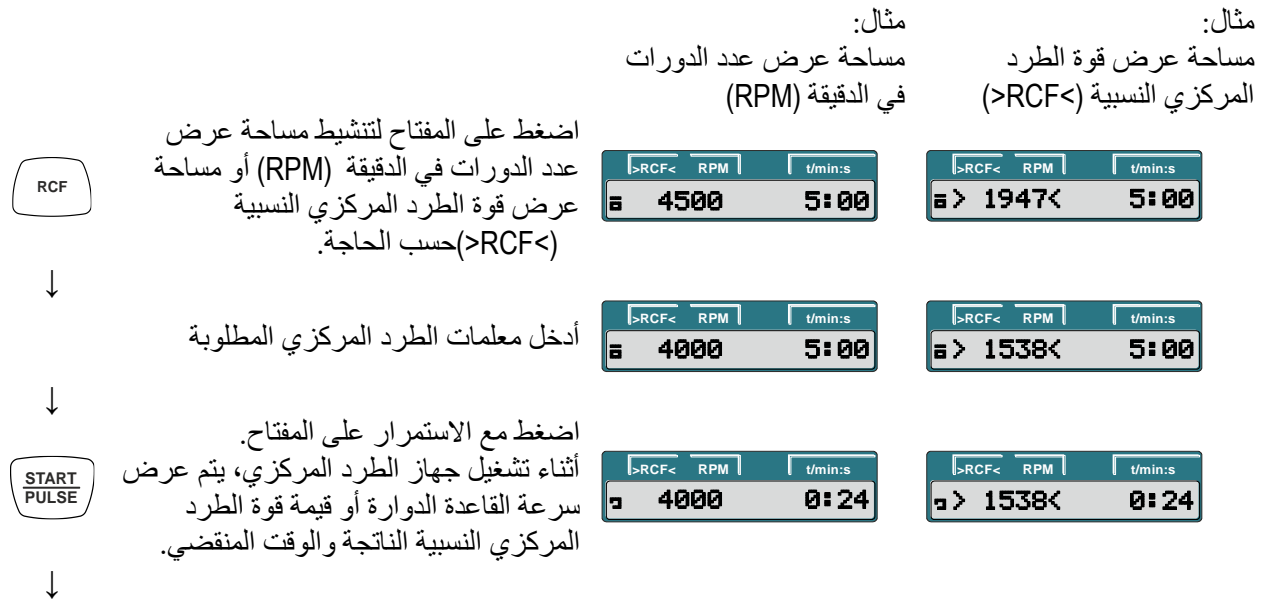 مثال:
مساحة عرض قوة الطرد
المركزي النسبية (>RCF<)
مثال:
مساحة عرض عدد الدورات
في الدقيقة (RPM)
RCF
اضغط على المفتاح لتنشيط مساحة عرض
عدد الدورات في الدقيقة (RPM) أو مساحة
عرض قوة الطرد المركزي النسبية
(>RCF<)حسب الحاجة.
>RCF< RPM t/min:s
4500 5:00
>RCF< RPM t/min:s
> 1947< 5:00
↓
أدخل معلمات الطرد المركزي المطلوبة
>RCF< RPM t/min:s
4000 5:00
>RCF< RPM t/min:s
> 1538< 5:00
↓
START
PULSE
اضغط مع الاستمرار على المفتاح.
أثناء تشغيل جهاز الطرد المركزي، يتم عرض
سرعة القاعدة الدوارة أو قيمة قوة الطرد
المركزي النسبية الناتجة والوقت المنقضي.
>RCF< RPM t/min:s
4000 0:24
>RCF< RPM t/min:s
> 1538< 0:24
↓